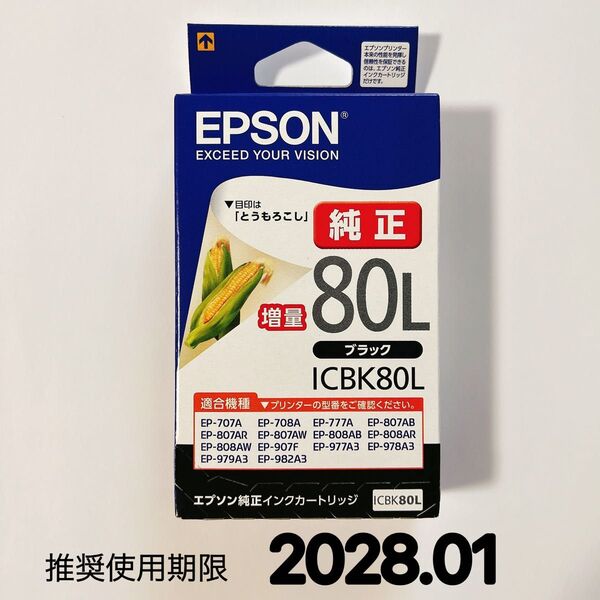 エプソンプリンター
本来の性能を発揮し
信頼性を保証できる
のは、エプソン純正
インクカートリッジ
だけです。
EPSON®
EXCEED YOUR VISION
▼目印は
「とうもろこし」
純正
増量
80L
ブラック
ICBK80L
適合機種 ▼プリンターの型番をご確認ください。
EP-707A EP-708A EP-777A EP-807AB
EP-807AR EP-807AW EP-808AB EP-808AR
EP-808AW EP-907F EP-977A3 EP-978A3
EP-979A3 EP-982A3
エプソン純正インクカートリッジ ICBK80L
推奨使用期限 2028.01